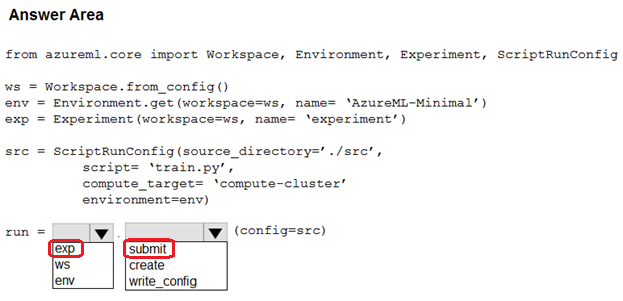 Answer Area
from azureml.core import Workspace, Environment, Experiment, ScriptRunConfig
ws = Workspace.from_config()
env = Environment.get(workspace=ws, name= ‘AzureML-Minimal’)
exp = Experiment(workspace=ws, name= ‘experiment’)
src = ScriptRunConfig(source_directory=’./src’,
script= ‘train.py’,
compute_target= ‘compute-cluster’
environment=env)
run = . (config=src)
exp submit
ws create
env write_config